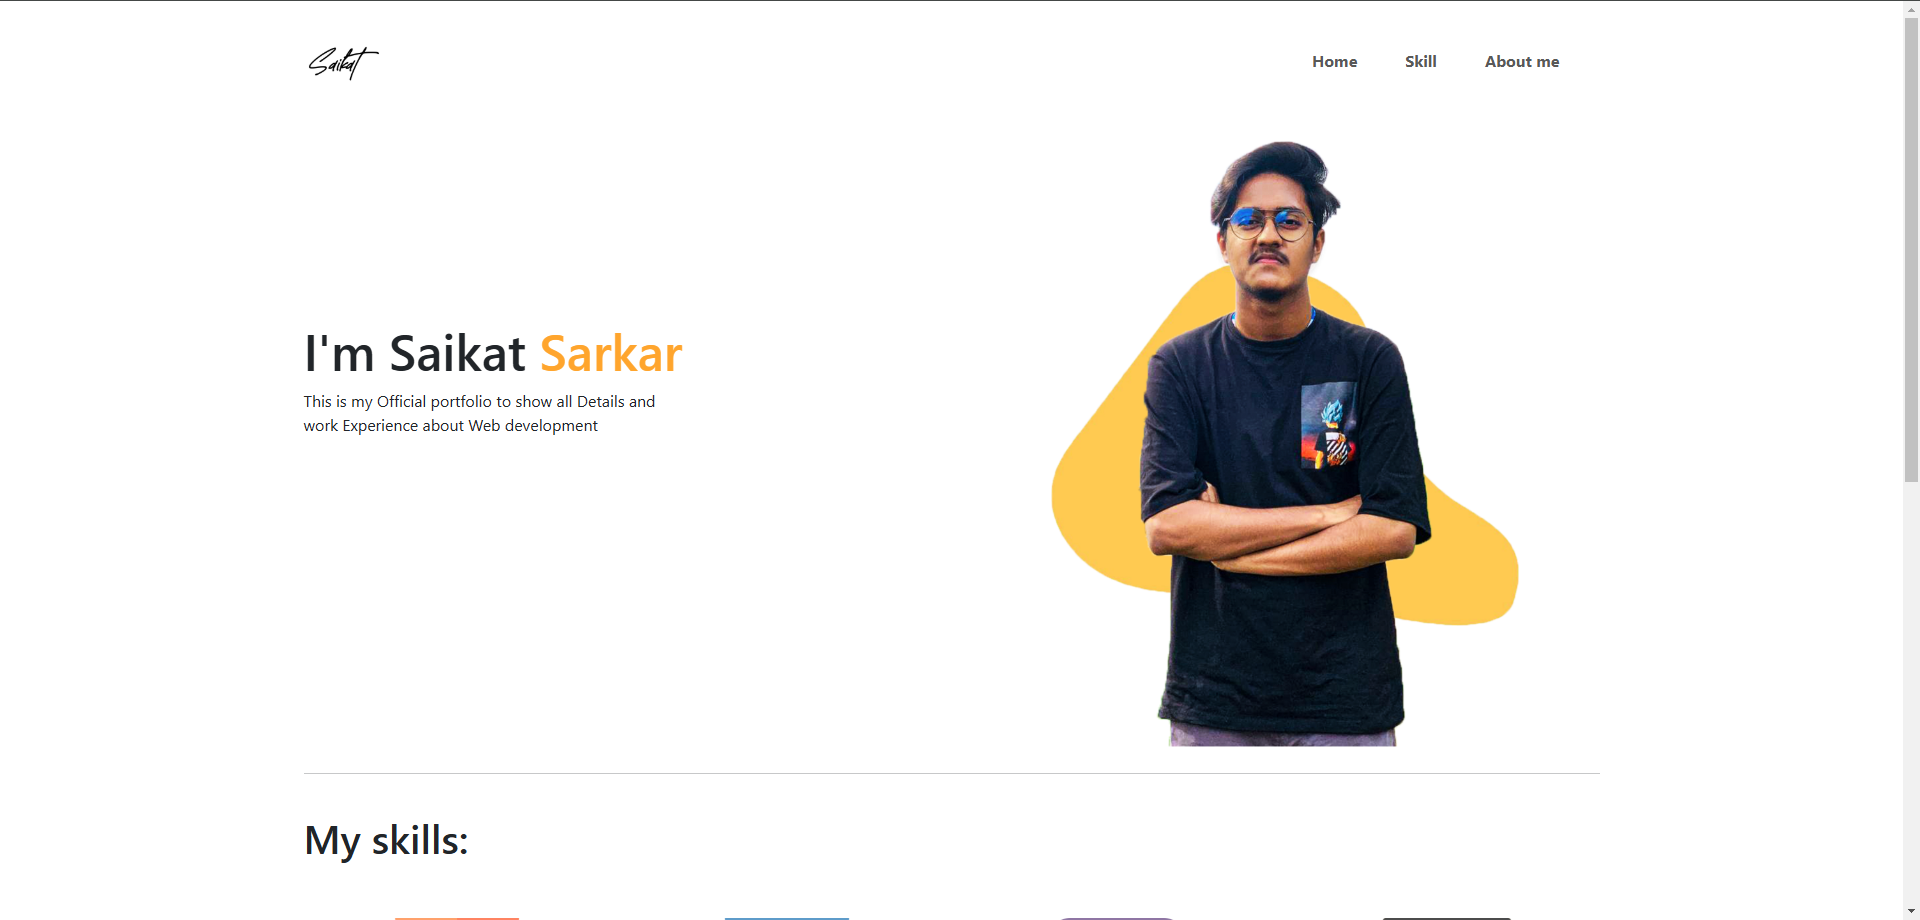 Saikat
Home Skill About me
I'm Saikat Sarkar
This is my Official portfolio to show all Details and
work Experience about Web development
My skills: